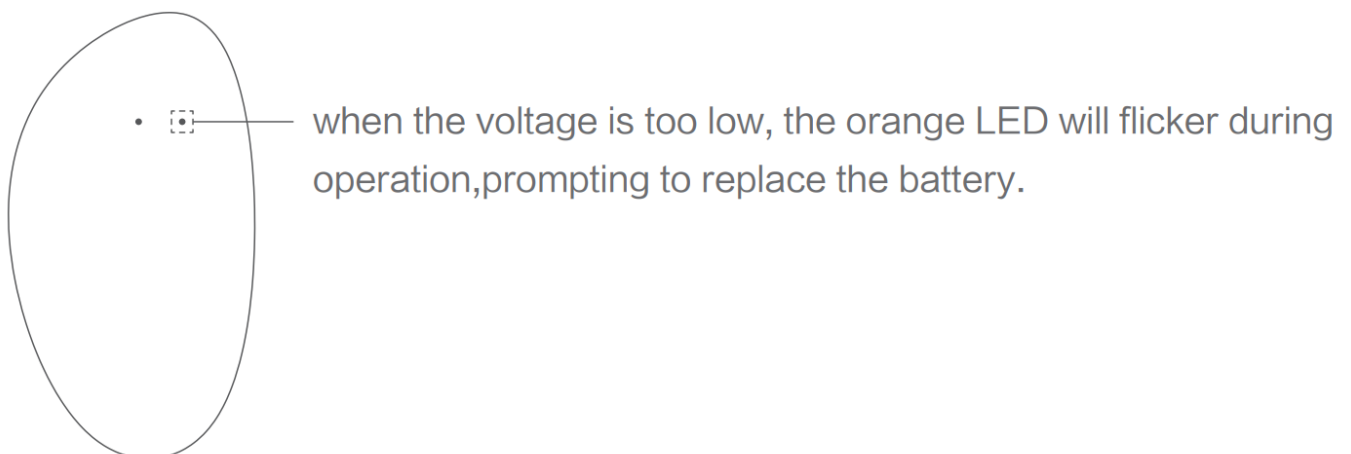 when the voltage is too low, the orange LED will flicker during
operation,prompting to replace the battery.